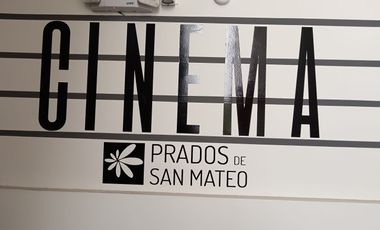 CINEMA
PRADOS DE
SAN MATEO